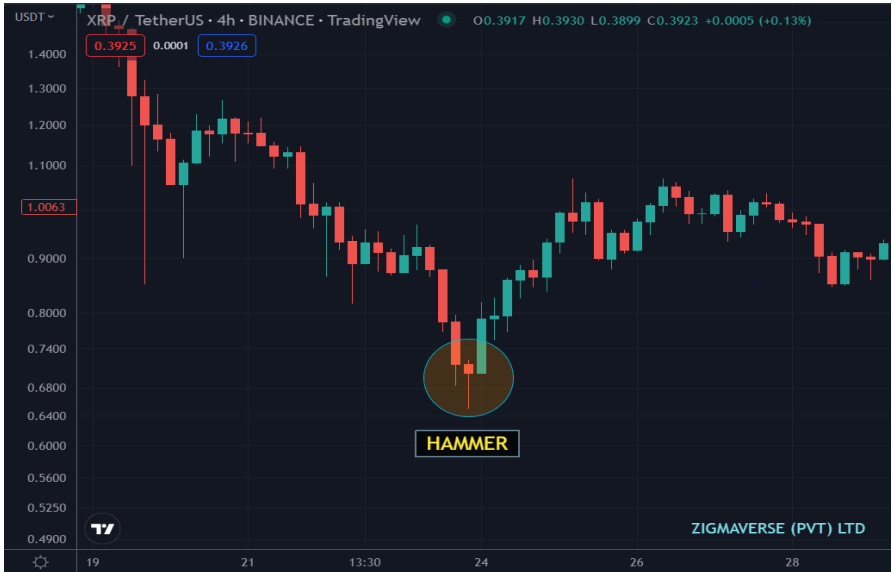 USDT
XRP / TetherUS · 4h · BINANCE · TradingView O0.3917 H0.3930 L0.3899 C0.3923 +0.0005 (+0.13%)
0.3925 0.0001 0.3926
1.4000
1.3000
1.2000
1.1000
1.0063
0.9000
0.8000
0.7400
0.6800
0.6400
0.6000
0.5600
0.5250
0.4900
HAMMER
ZIGMAVERSE (PVT) LTD
19 21 13:30 24 26 28